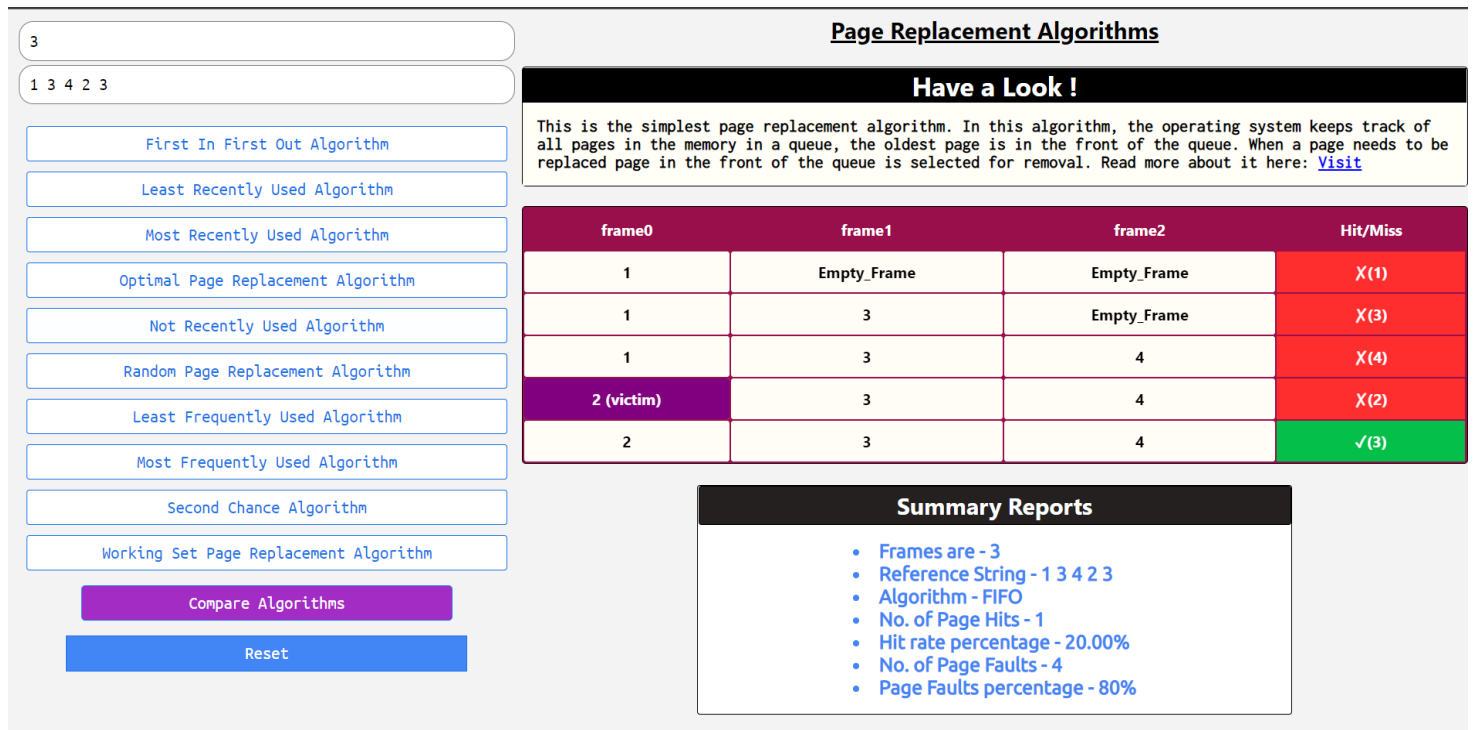 3
1 3 4 2 3
First In First Out Algorithm
Least Recently Used Algorithm
Most Recently Used Algorithm
Optimal Page Replacement Algorithm
Not Recently Used Algorithm
Random Page Replacement Algorithm
Least Frequently Used Algorithm
Most Frequently Used Algorithm
Second Chance Algorithm
Working Set Page Replacement Algorithm
Compare Algorithms
Reset
Page Replacement Algorithms
Have a Look !
This is the simplest page replacement algorithm. In this algorithm, the operating system keeps track of
all pages in the memory in a queue, the oldest page is in the front of the queue. When a page needs to be
replaced page in the front of the queue is selected for removal. Read more about it here: Visit
frame0 frame1 frame2 Hit/Miss
1 Empty_Frame Empty_Frame ✗(1)
1 3 Empty_Frame ✗(3)
1 3 4 ✗(4)
2 (victim) 3 4 ✗(2)
2 3 4 ✓(3)
Summary Reports
• Frames are - 3
• Reference String - 1 3 4 2 3
• Algorithm - FIFO
• No. of Page Hits - 1
• Hit rate percentage - 20.00%
• No. of Page Faults - 4
• Page Faults percentage - 80%